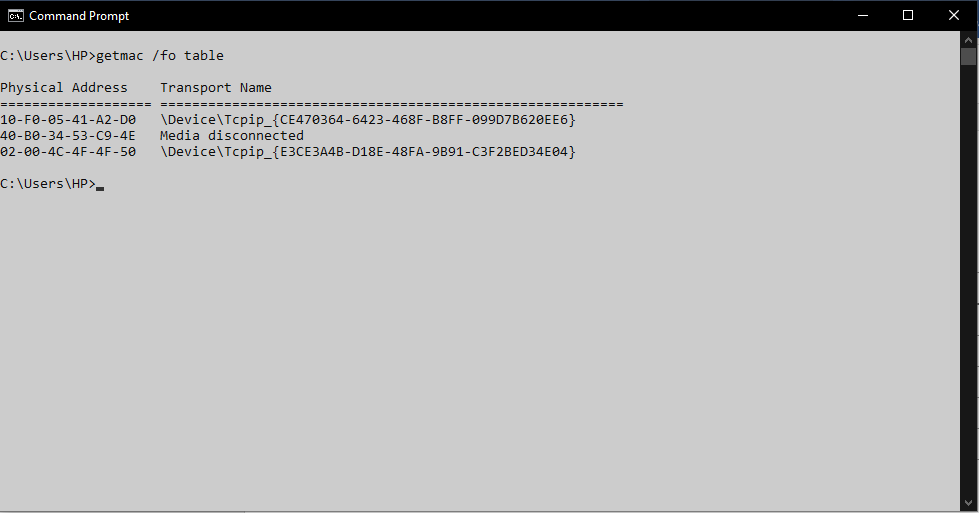 Command Prompt
C:\Users\HP>getmac /fo table
Physical Address    Transport Name
=================== ==========================================================
10-F0-05-41-A2-D0   \Device\Tcpip_{CE470364-6423-468F-B8FF-099D7B620EE6}
40-B0-34-53-C9-4E   Media disconnected
02-00-4C-4F-4F-50   \Device\Tcpip_{E3CE3A4B-D18E-48FA-9B91-C3F2BED34E04}
C:\Users\HP>